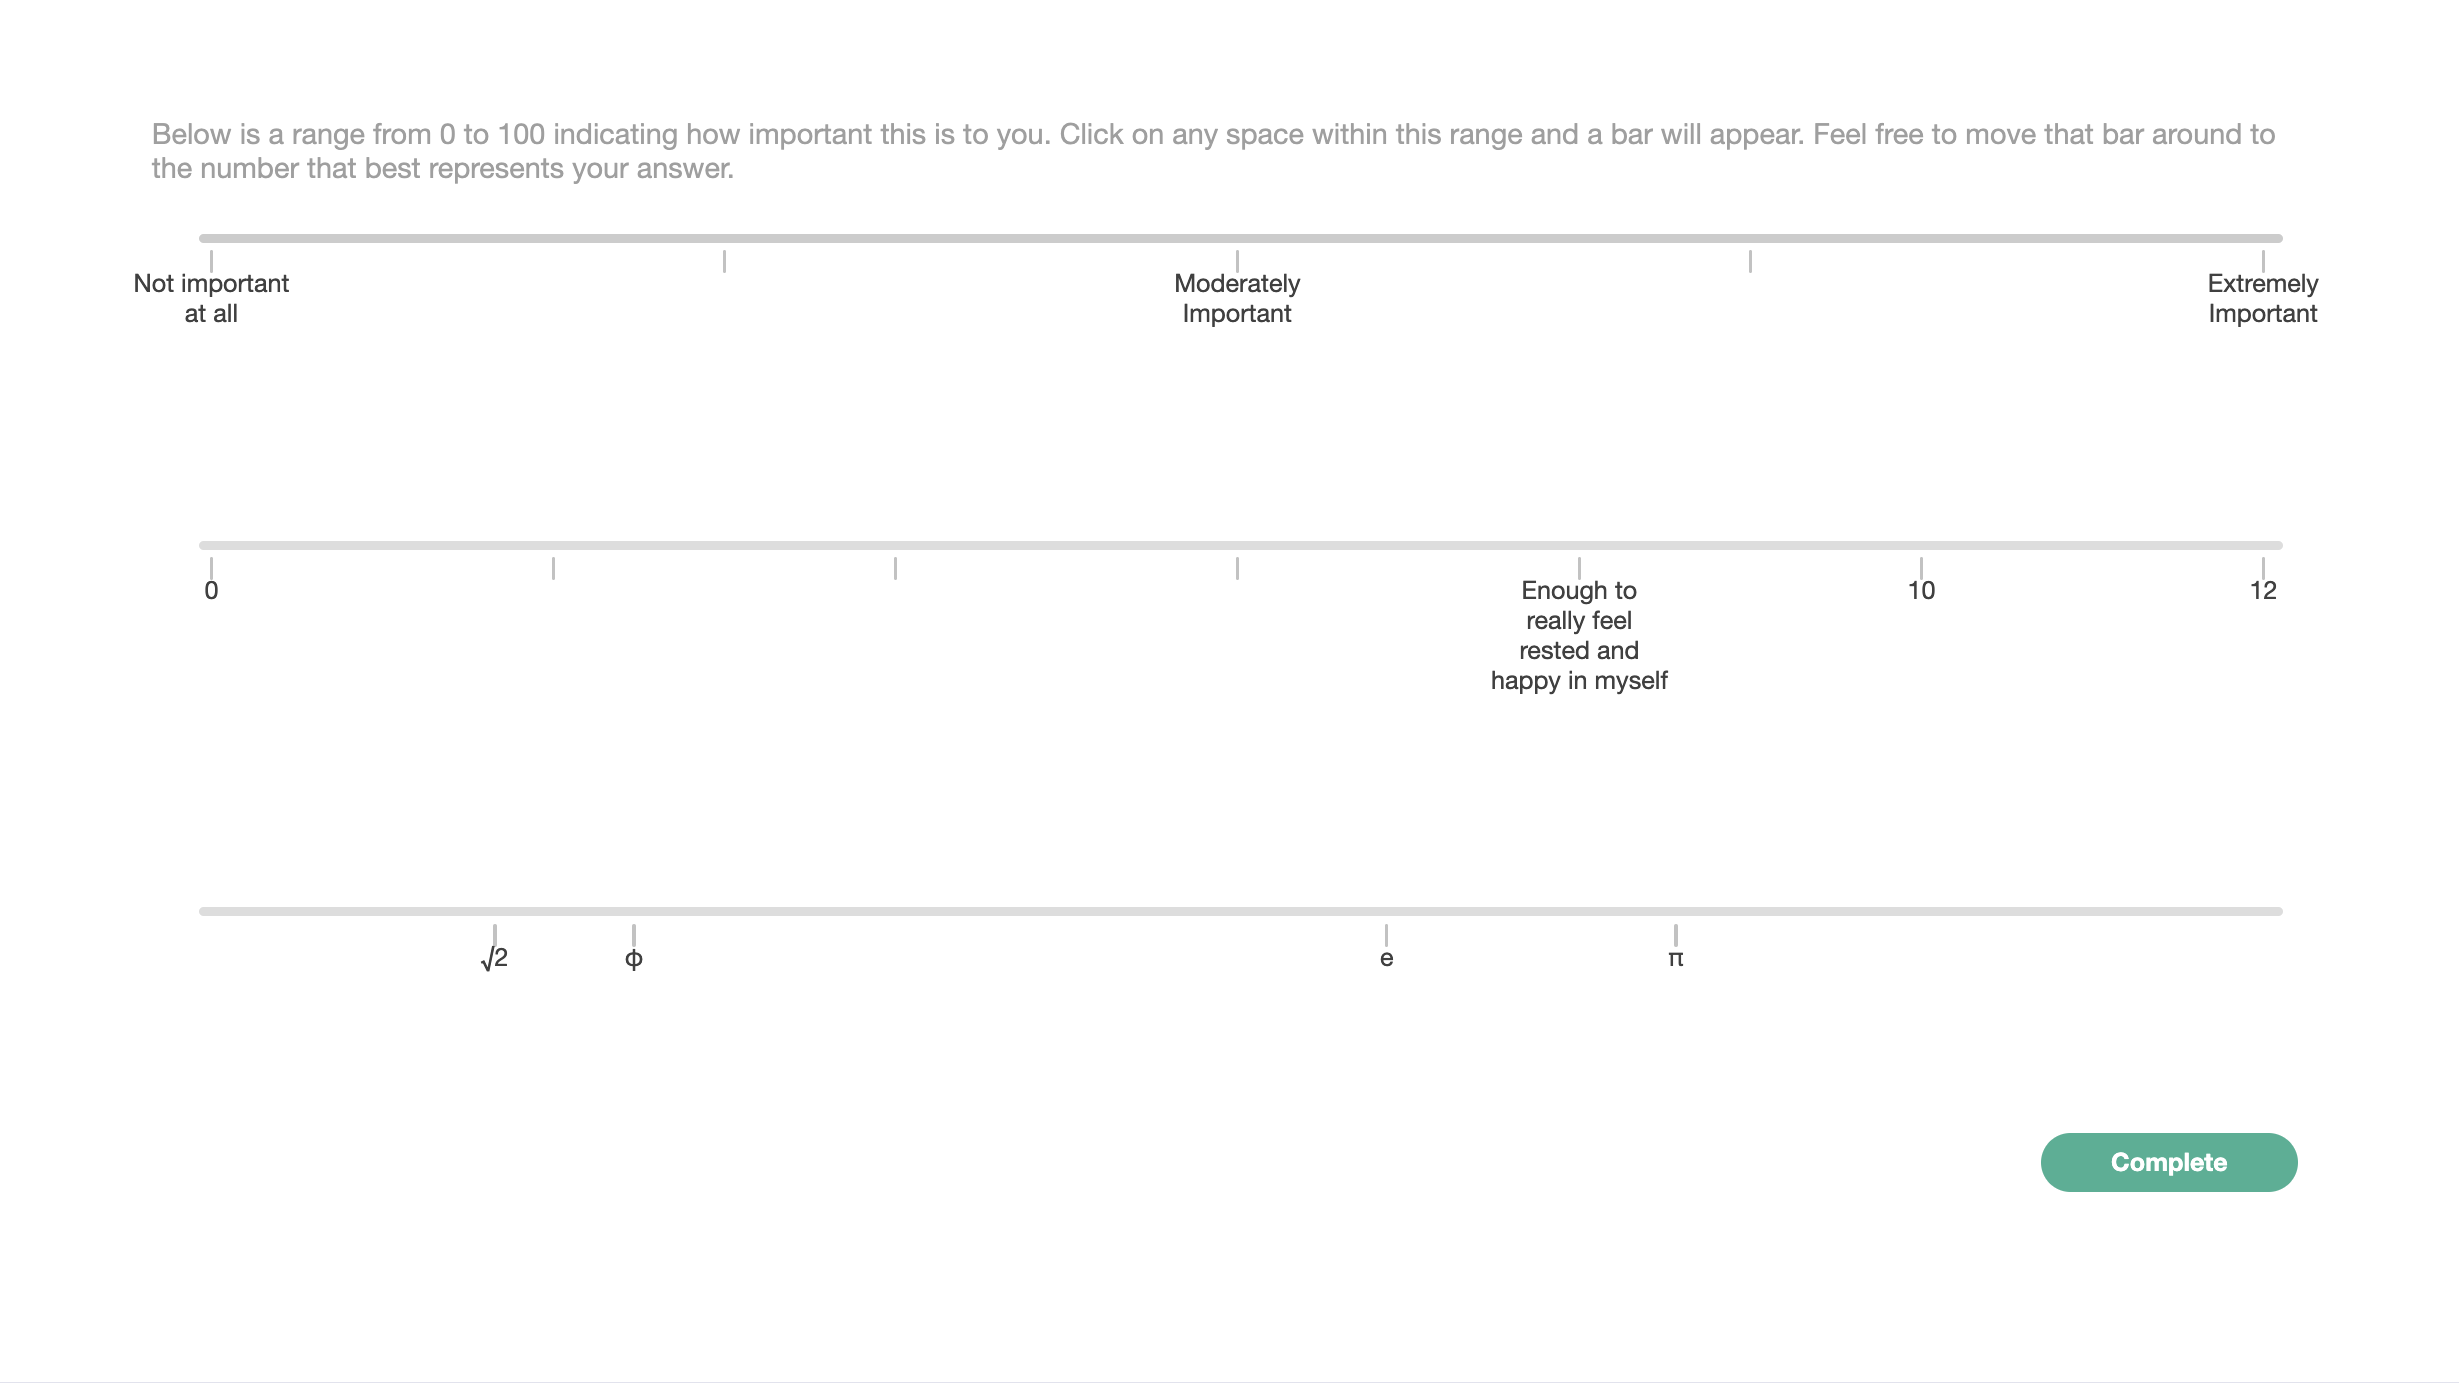 Below is a range from 0 to 100 indicating how important this is to you. Click on any space within this range and a bar will appear. Feel free to move that bar around to
the number that best represents your answer.
Not important
at all
Moderately
Important
Extremely
Important
0
Enough to
really feel
rested and
happy in myself
10
12
√2
φ
e
π
Complete